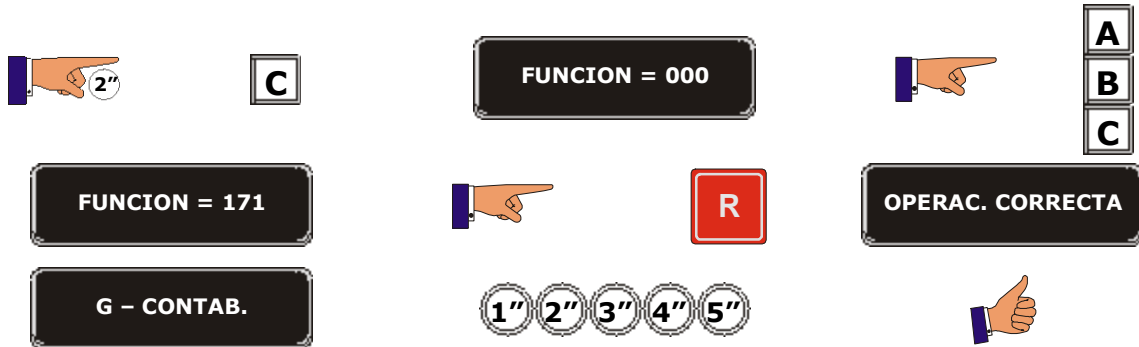 2” C FUNCION = 000 A
B
C
FUNCION = 171 R OPERAC. CORRECTA
G – CONTAB. 1” 2” 3” 4” 5”